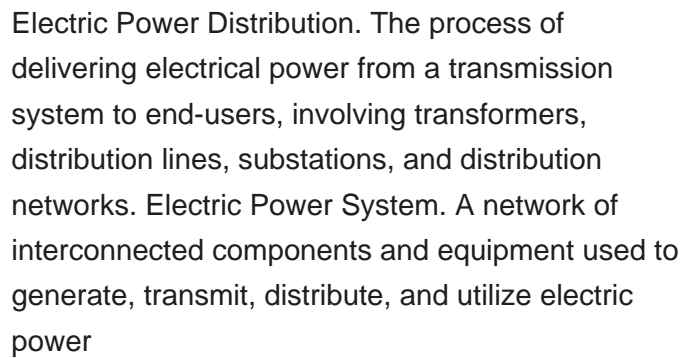 Electric Power Distribution. The process of
delivering electrical power from a transmission
system to end-users, involving transformers,
distribution lines, substations, and distribution
networks. Electric Power System. A network of
interconnected components and equipment used to
generate, transmit, distribute, and utilize electric
power